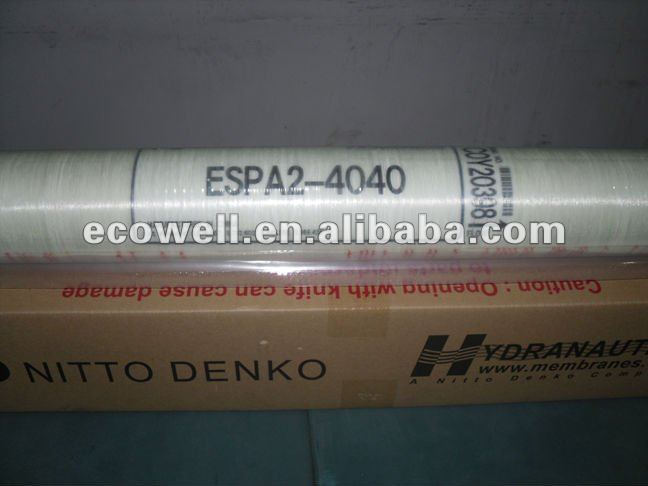 ESPA2-4040
ecowell.en.alibaba.com
Caution : Opening with knife can cause damage
NITTO DENKO
HYDRANAUTI
www.membranes.
A Nitto Denko Comp